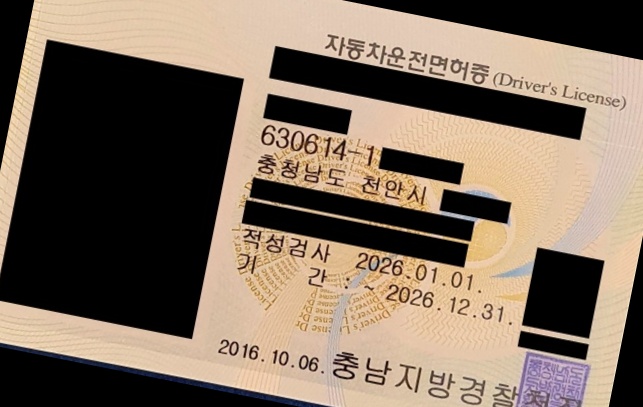 자동차운전면허증 (Driver's License)
630614-1
충청남도 천안시
적성검사 2026.01.01.
기 간 : ~ 2026.12.31.
2016.10.06. 충남지방경찰